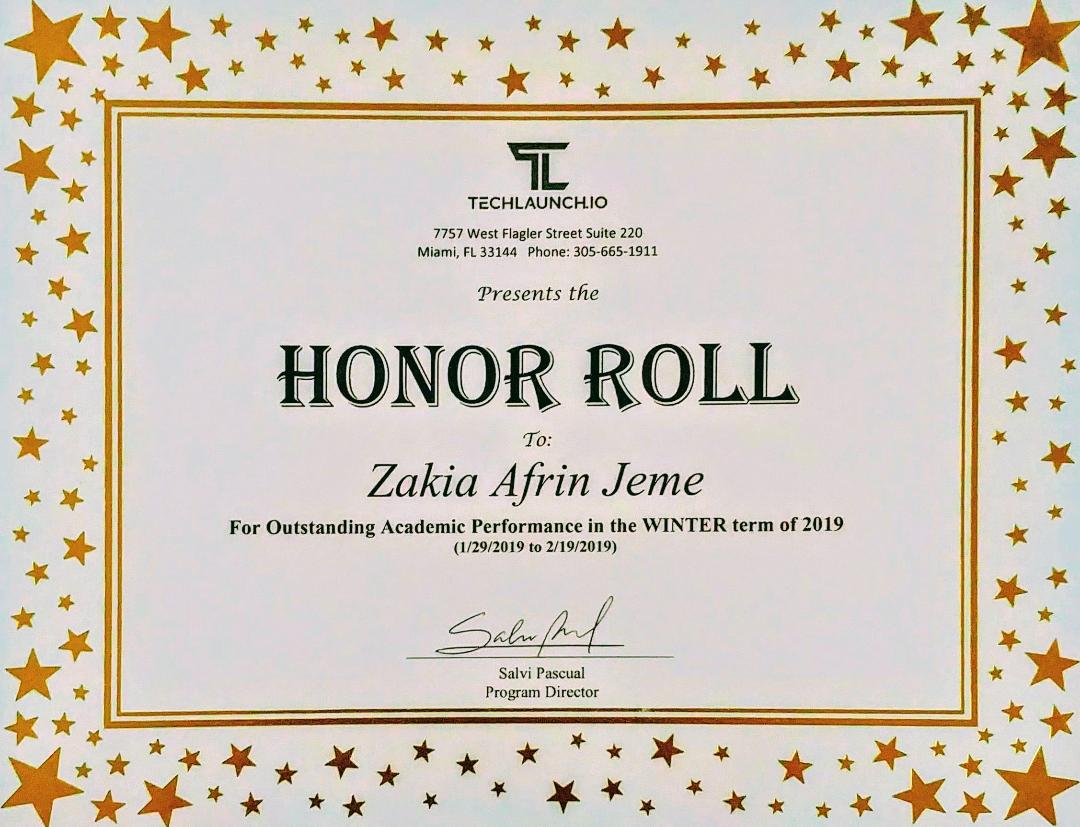 TL
TECHLAUNCH.IO
7757 West Flagler Street Suite 220
Miami, FL 33144 Phone: 305-665-1911
Presents the
HONOR ROLL
To:
Zakia Afrin Jeme
For Outstanding Academic Performance in the WINTER term of 2019
(1/29/2019 to 2/19/2019)
Salvi Pascual
Program Director